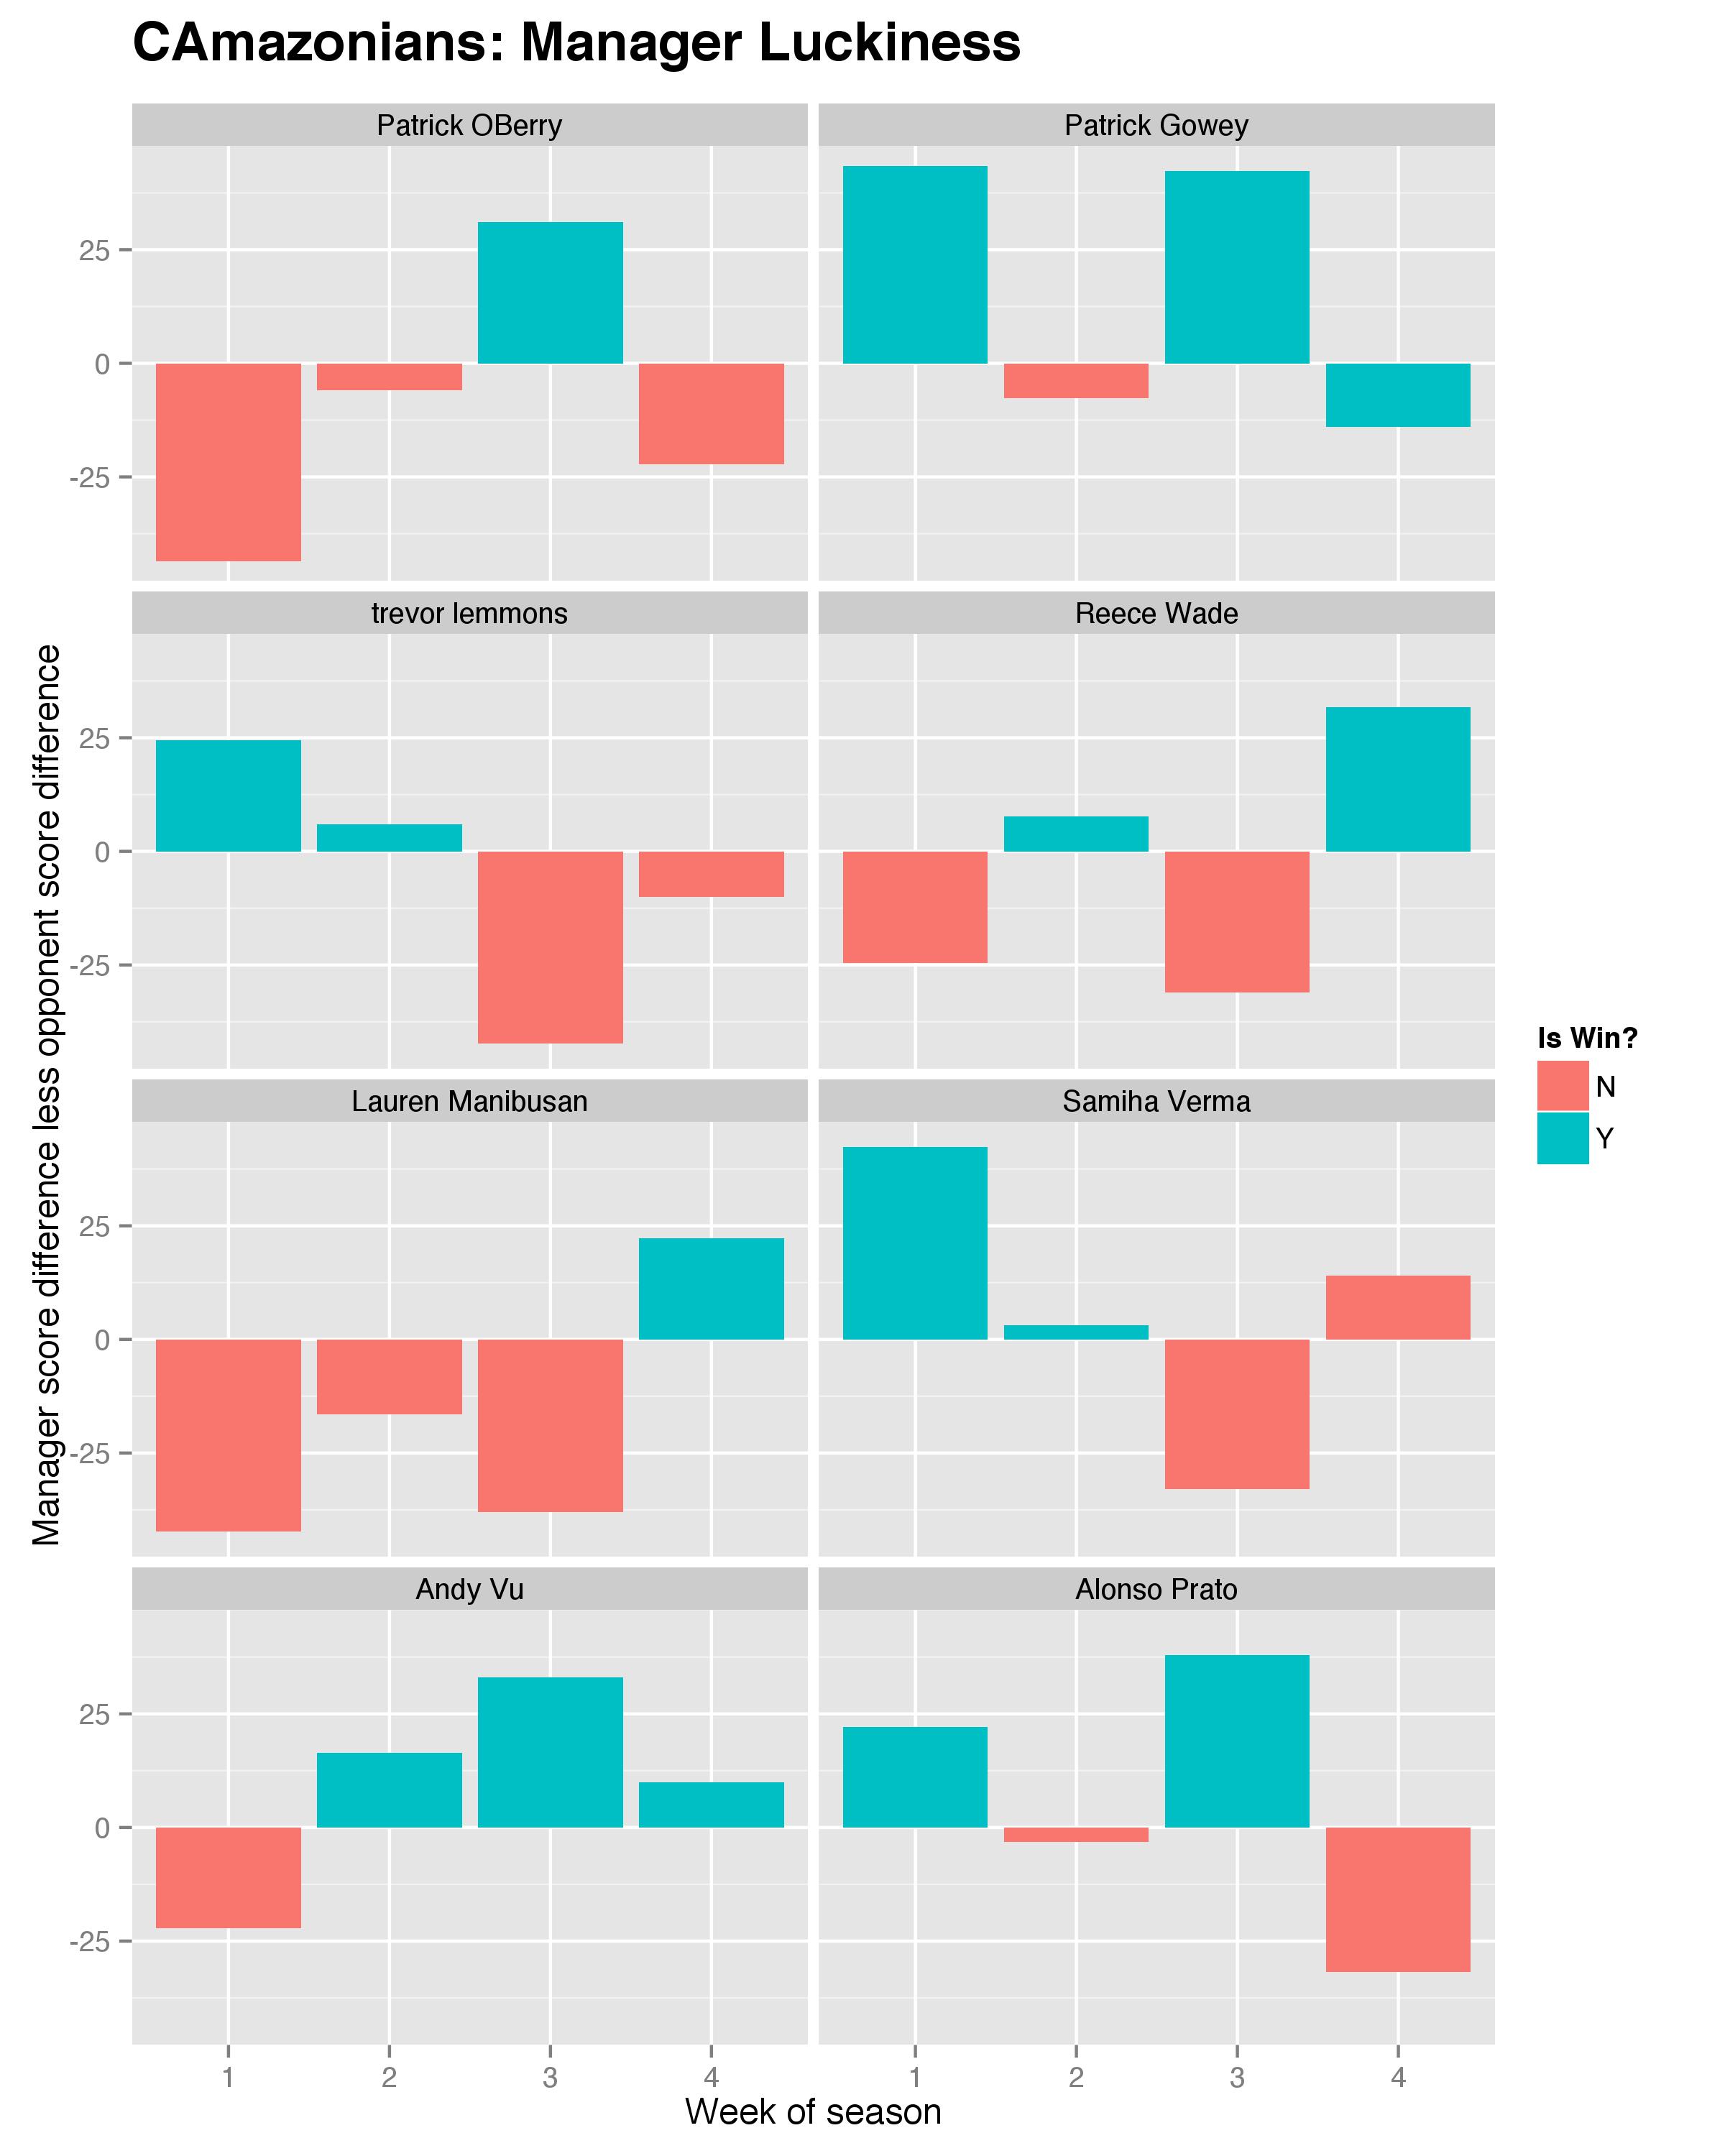 CAmazonians: Manager Luckiness
Patrick OBerry
Patrick Gowey
25
0
-25
trevor lemmons
Reece Wade
25
0
-25
Lauren Manibusan
Samiha Verma
25
0
-25
Andy Vu
Alonso Prato
25
0
-25
1 2 3 4
1 2 3 4
Week of season
Manager score difference less opponent score difference
Is Win?
N
Y